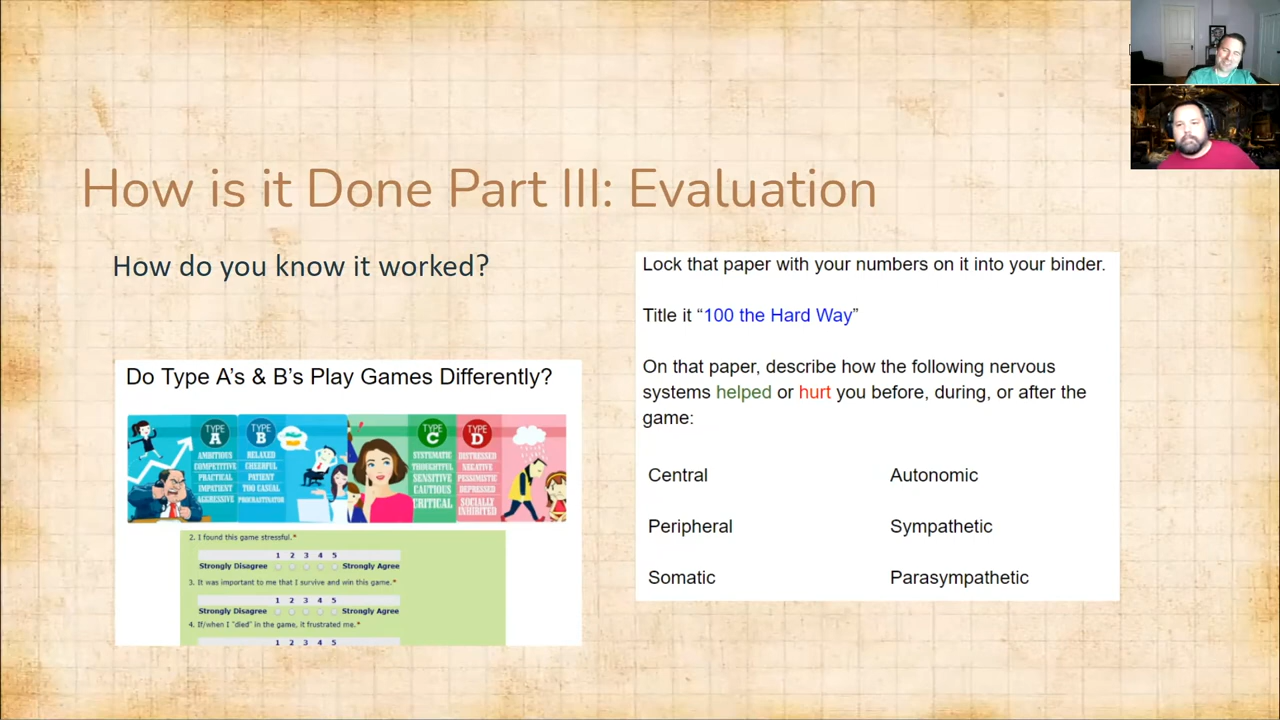 How is it Done Part III: Evaluation
How do you know it worked?
Do Type A's & B's Play Games Differently?
TYPE A
AMBITIOUS
COMPETITIVE
PRACTICAL
IMPATIENT
AGGRESSIVE
TYPE B
RELAXED
CHEERFUL
PATIENT
TOO CASUAL
PROCRASTINATOR
TYPE C
SYSTEMATIC
THOUGHTFUL
SENSITIVE
CAUTIOUS
CRITICAL
TYPE D
DISTRESSED
NEGATIVE
PESSIMISTIC
DEPRESSED
SOCIALLY
INHIBITED
2. I found this game stressful.*
1 2 3 4 5
Strongly Disagree Strongly Agree
3. It was important to me that I survive and win this game.*
1 2 3 4 5
Strongly Disagree Strongly Agree
4. If/when I "died" in the game, it frustrated me.*
1 2 3 4 5
Lock that paper with your numbers on it into your binder.
Title it “100 the Hard Way”
On that paper, describe how the following nervous
systems helped or hurt you before, during, or after the
game:
Central Autonomic
Peripheral Sympathetic
Somatic Parasympathetic